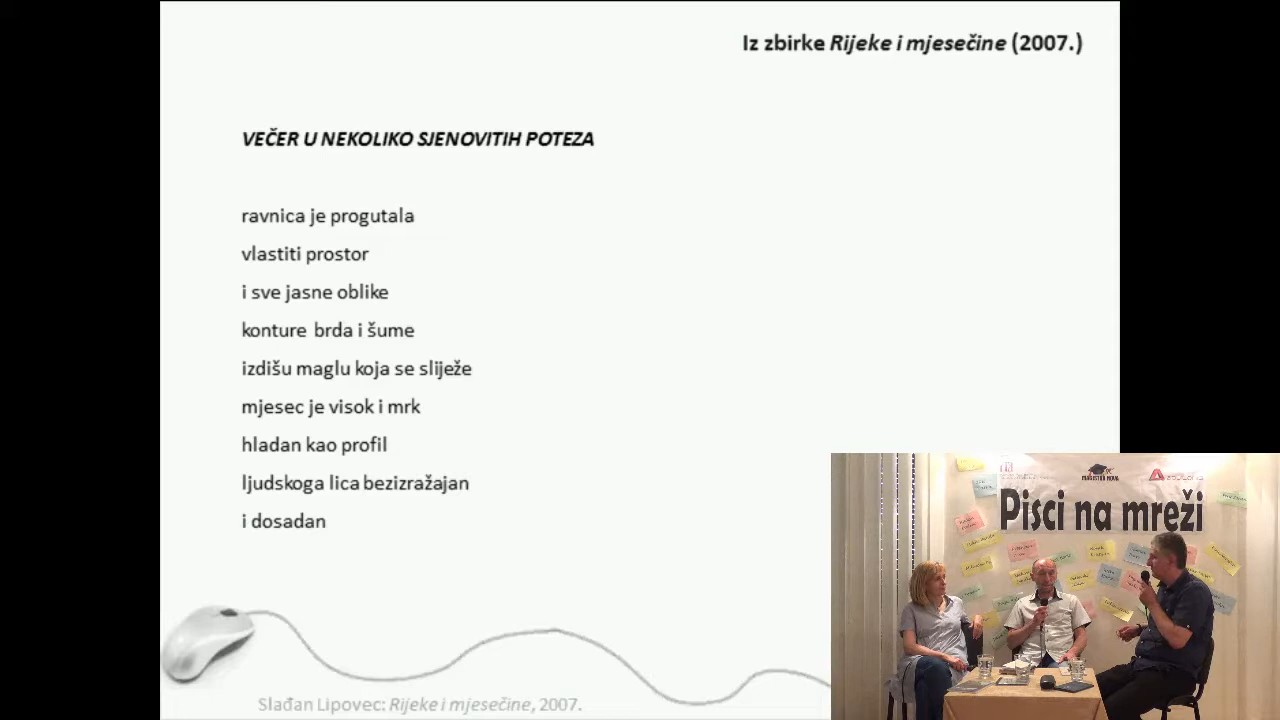 Iz zbirke Rijeke i mjesečine (2007.)
VEČER U NEKOLIKO SJENOVITIH POTEZA
ravnica je progutala
vlastiti prostor
i sve jasne oblike
konture brda i šume
izdišu maglu koja se sliježe
mjesec je visok i mrk
hladan kao profil
ljudskoga lica bezizražajan
i dosadan
Slađan Lipovec: Rijeke i mjesečine, 2007.
MAGISTRA NOVA
Pisci na mreži